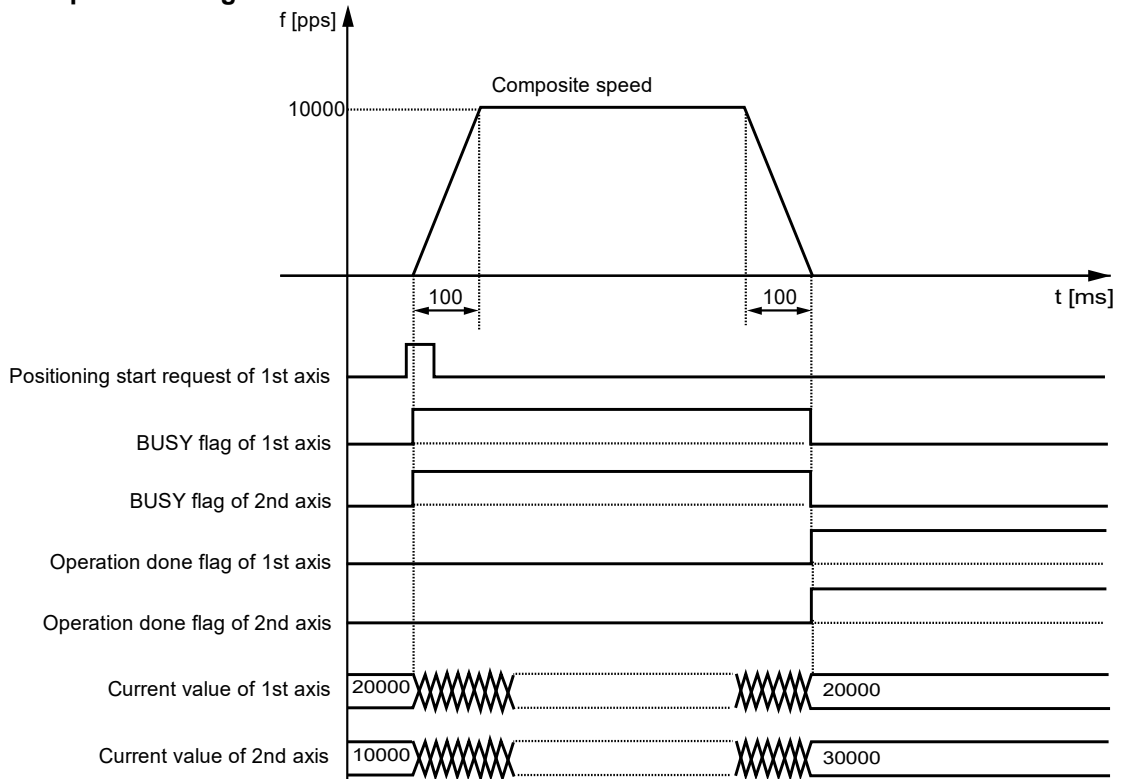 f [pps]
Composite speed
10000
100
100
t [ms]
Positioning start request of 1st axis
BUSY flag of 1st axis
BUSY flag of 2nd axis
Operation done flag of 1st axis
Operation done flag of 2nd axis
Current value of 1st axis 20000 20000
Current value of 2nd axis 10000 30000